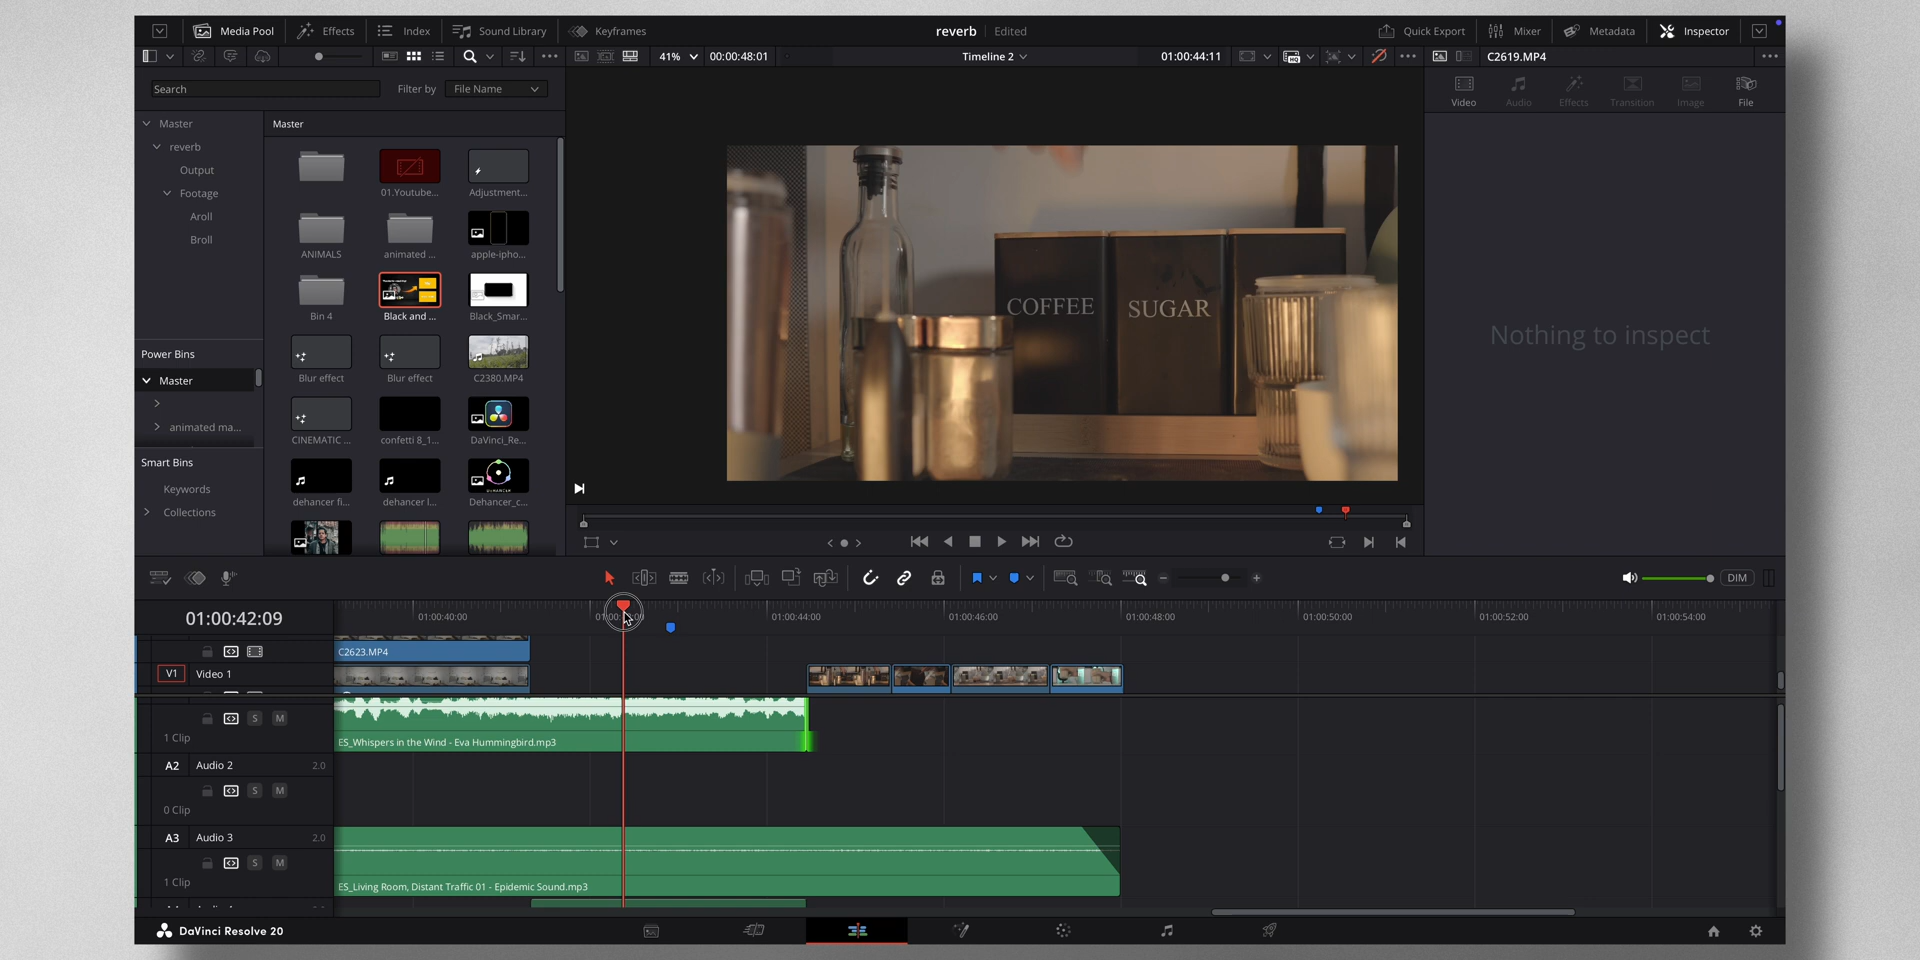 Media Pool Effects Index Sound Library Keyframes reverb Edited Quick Export Mixer Metadata Inspector
41% 00:00:48:01 Timeline 2 01:00:44:11 C2619.MP4
Search Filter by File Name
Video Audio Effects Transition Image File
Master
reverb
Output
Footage
Aroll
Broll
Power Bins
Master
animated ma...
Smart Bins
Keywords
Collections
Master
01.Youtube... Adjustment...
ANIMALS animated ... apple-ipho...
Bin 4 Black and ... Black_Smar...
Blur effect Blur effect C2380.MP4
CINEMATIC ... confetti 8_1... DaVinci_Re...
dehancer fi... dehancer l... Dehancer_c...
COFFEE SUGAR
Nothing to inspect
DIM
01:00:42:09
01:00:40:00 01:00:44:00 01:00:46:00 01:00:48:00 01:00:50:00 01:00:52:00 01:00:54:00
C2623.MP4
V1 Video 1
S M
1 Clip
ES_Whispers in the Wind - Eva Hummingbird.mp3
A2 Audio 2 2.0
S M
0 Clip
A3 Audio 3 2.0
S M
1 Clip
ES_Living Room, Distant Traffic 01 - Epidemic Sound.mp3
DaVinci Resolve 20